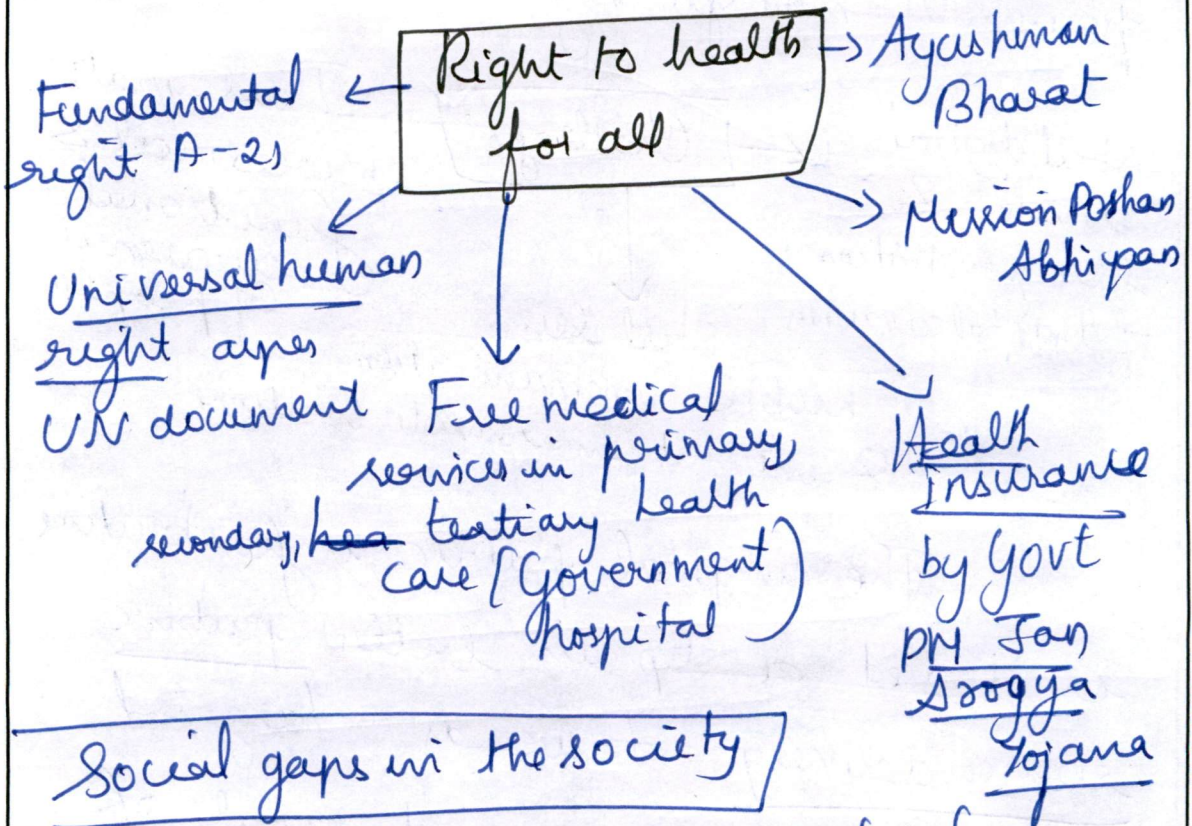 Right to health
for all
Fundamental
right A-21
Universal human
right
UN document
Free medical
services in primary,
secondary, tertiary health
care (Government
hospital)
Health
Insurance
by Govt
PM Jan
Arogya
Yojana
Mission Poshan
Abhiyaan
Ayushman
Bharat
Social gaps in the society